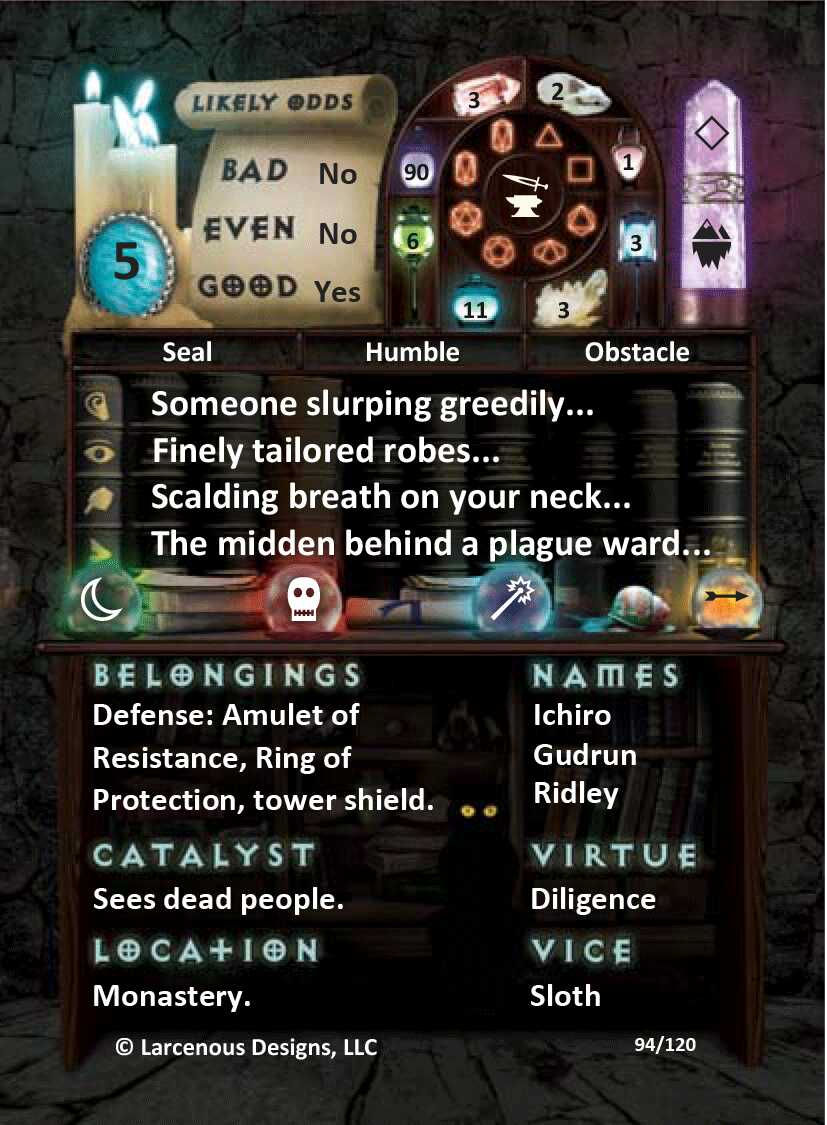 LIKELY ODDS
BAD No
EVEN No
GOOD Yes
5
3
2
90
1
6
3
11
3
Seal Humble Obstacle
Someone slurping greedily...
Finely tailored robes...
Scalding breath on your neck...
The midden behind a plague ward...
BELONGINGS
Defense: Amulet of
Resistance, Ring of
Protection, tower shield.
NAMES
Ichiro
Gudrun
Ridley
CATALYST
Sees dead people.
VIRTUE
Diligence
LOCATION
Monastery.
VICE
Sloth
© Larcenous Designs, LLC
94/120